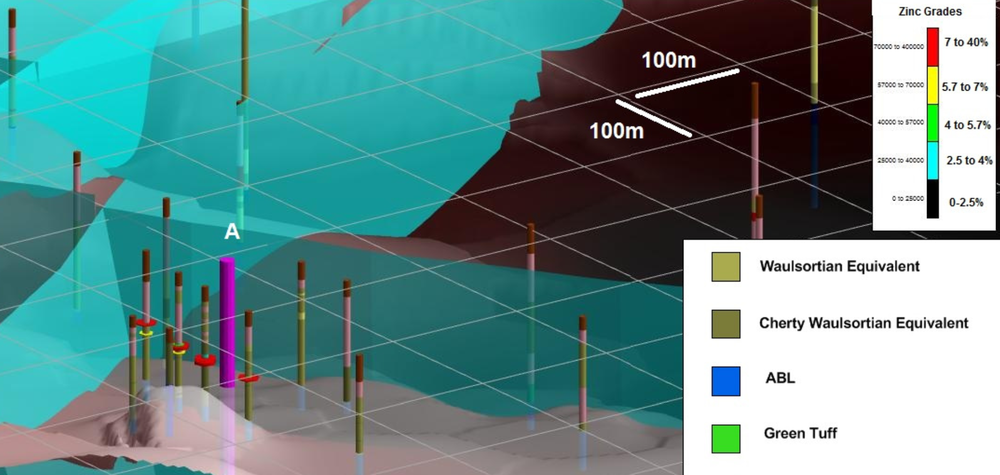 Zinc Grades
70000 to 400000 7 to 40%
57000 to 70000 5.7 to 7%
40000 to 57000 4 to 5.7%
25000 to 40000 2.5 to 4%
0 to 25000 0-2.5%
100m
100m
A
Waulsortian Equivalent
Cherty Waulsortian Equivalent
ABL
Green Tuff